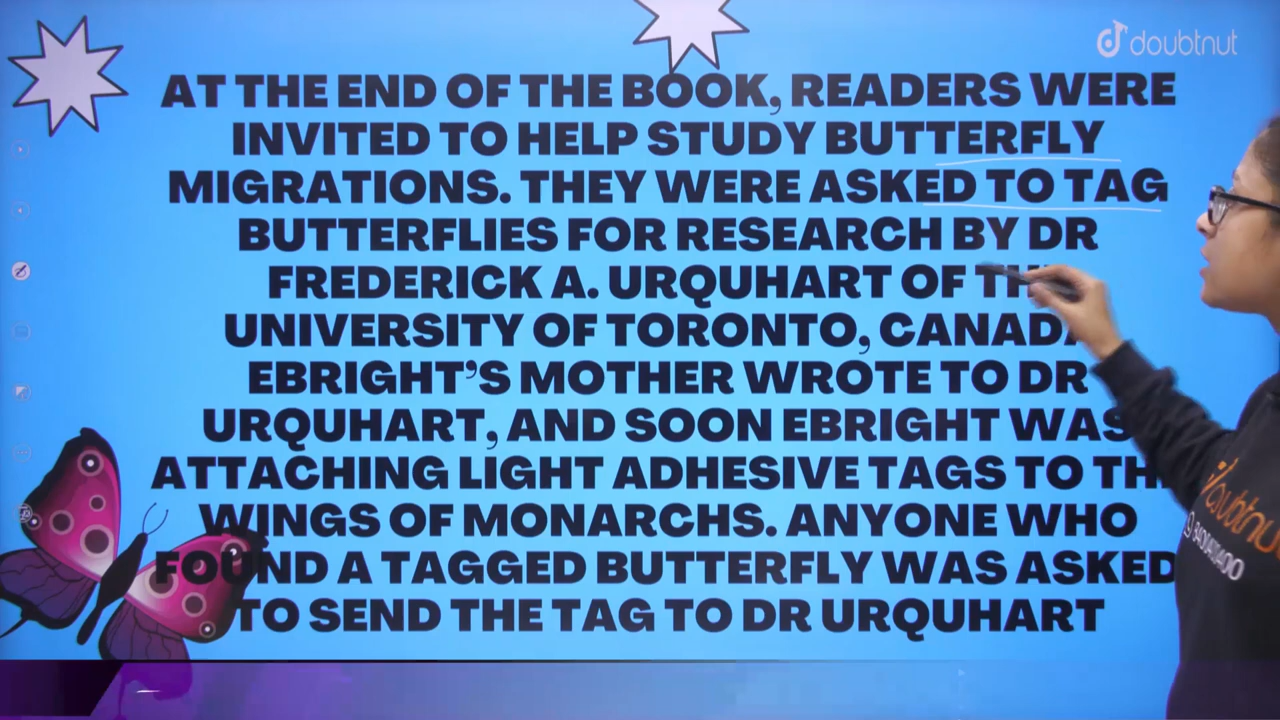 doubtnut
AT THE END OF THE BOOK, READERS WERE
INVITED TO HELP STUDY BUTTERFLY
MIGRATIONS. THEY WERE ASKED TO TAG
BUTTERFLIES FOR RESEARCH BY DR
FREDERICK A. URQUHART OF
UNIVERSITY OF TORONTO,
EBRIGHT'S MOTHER WROTE TO DR
URQUHART, AND SOON EBRIGHT WAS
ATTACHING LIGHT ADHESIVE TAGS TO
WINGS OF MONARCHS. ANYONE WHO
FOUND A TAGGED BUTTERFLY WAS ASKED
TO SEND THE TAG TO DR URQUHART
doubtnut